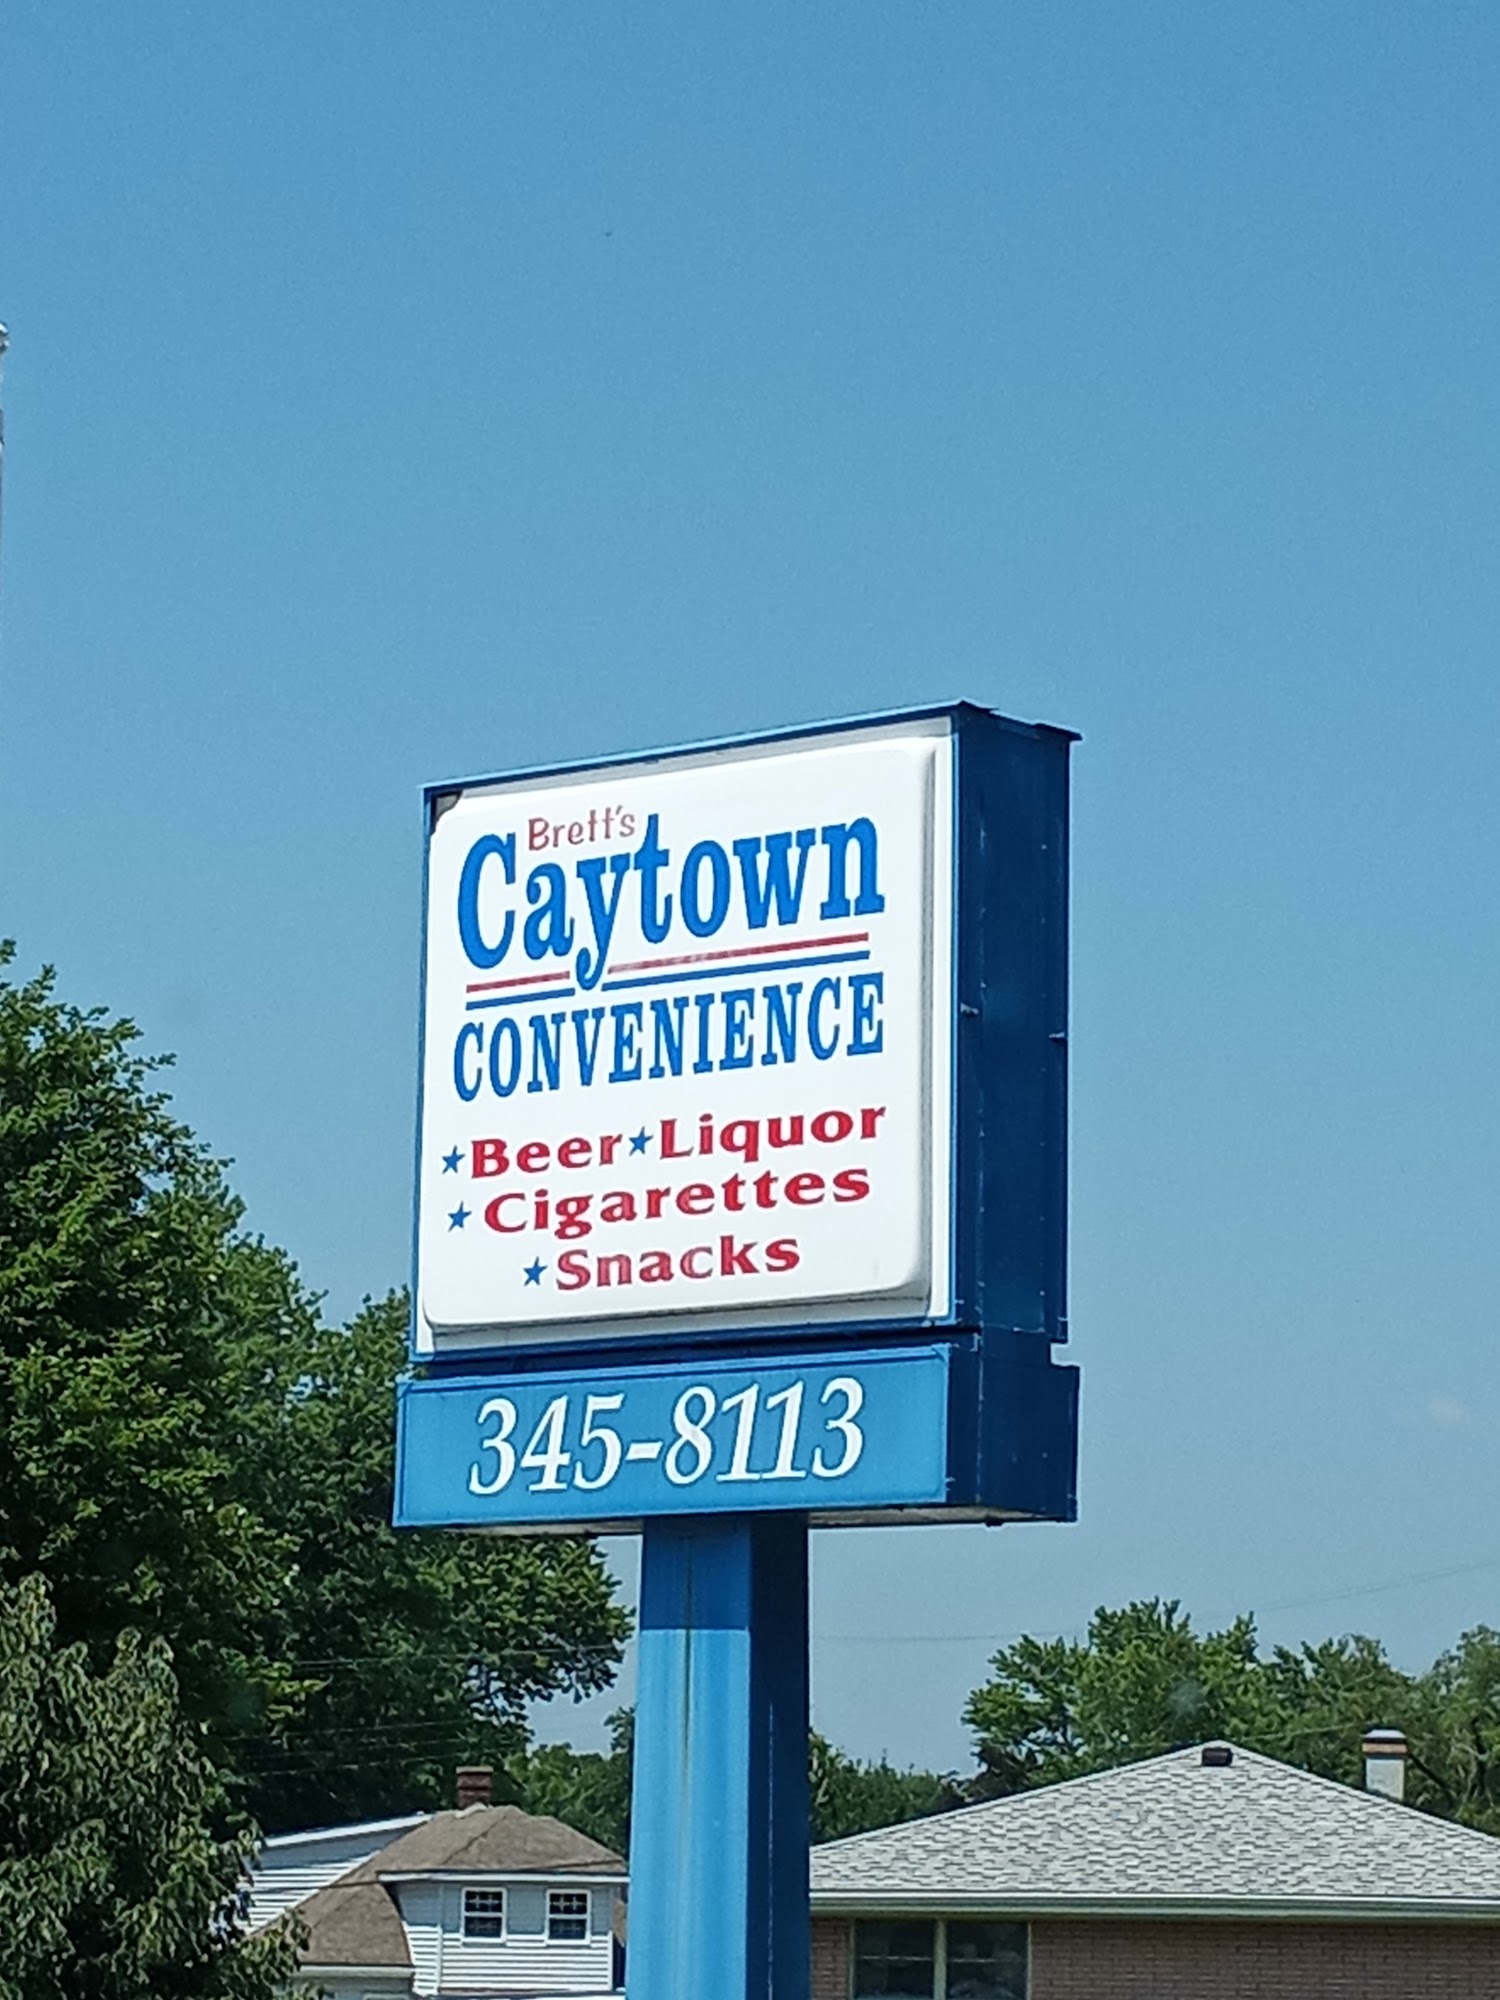 Brett's
Caytown
CONVENIENCE
★Beer★Liquor
★Cigarettes
★Snacks
345-8113